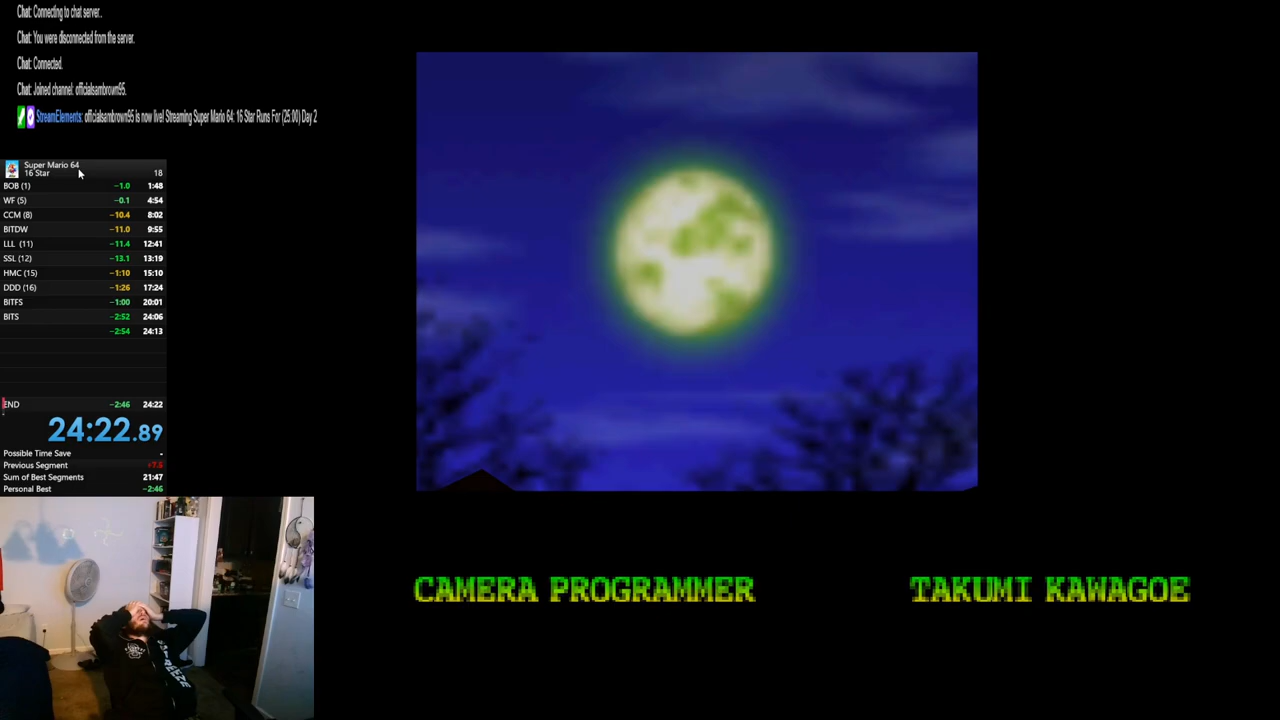 Chat: Connecting to chat server..
Chat: You were disconnected from the server.
Chat: Connected.
Chat: Joined channel: officialsambrown95.
StreamElements: officialsambrown95 is now live! Streaming Super Mario 64: 16 Star Runs For (25:00) Day 2
Super Mario 64
16 Star 18
BOB (1) −1.0 1:48
WF (5) −0.1 4:54
CCM (8) −10.4 8:02
BITDW −11.0 9:55
LLL (11) −11.4 12:41
SSL (12) −13.1 13:19
HMC (15) −1:10 15:10
DDD (16) −1:26 17:24
BITFS −1:00 20:01
BITS −2:52 24:06
−2:54 24:13
END −2:46 24:22
24:22.89
Possible Time Save -
Previous Segment +7.5
Sum of Best Segments 21:47
Personal Best −2:46
CAMERA PROGRAMMER TAKUMI KAWAGOE